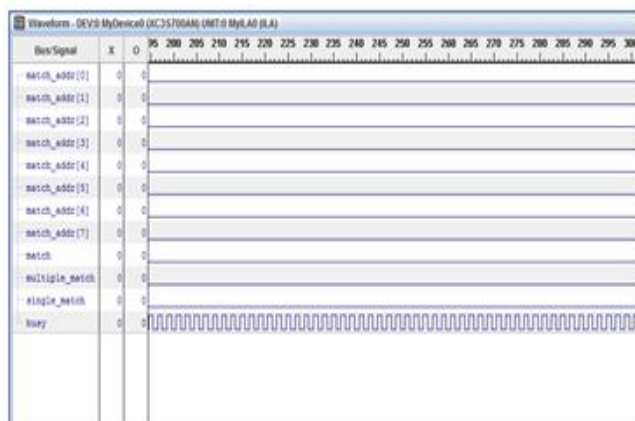 Waveform - DEV:0 MyDevice0 (XC3S700AN) UNIT:0 MyILA0 (ILA)
Bus/Signal X O 95 200 205 210 215 220 225 230 235 240 245 250 255 260 265 270 275 280 285 290 295 300
match_addr[0] 0 0
match_addr[1] 0 0
match_addr[2] 0 0
match_addr[3] 0 0
match_addr[4] 0 0
match_addr[5] 0 0
match_addr[6] 0 0
match_addr[7] 0 0
match 0 0
multiple_match 0 0
single_match 0 0
busy 0 0